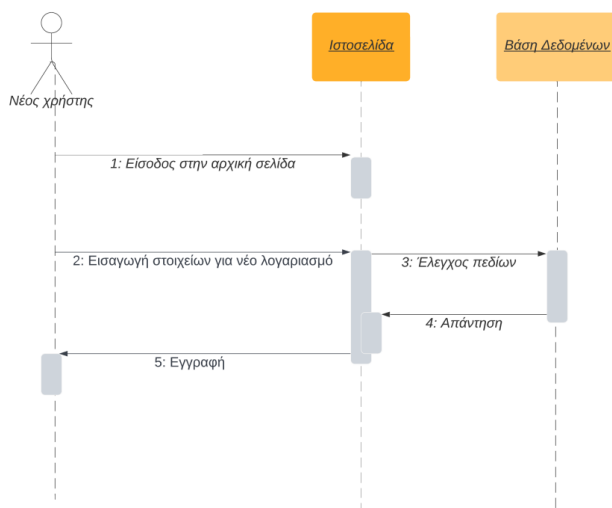 Ιστοσελίδα
Βάση Δεδομένων
Νέος χρήστης
1: Είσοδος στην αρχική σελίδα
2: Εισαγωγή στοιχείων για νέο λογαριασμό
3: Έλεγχος πεδίων
4: Απάντηση
5: Εγγραφή